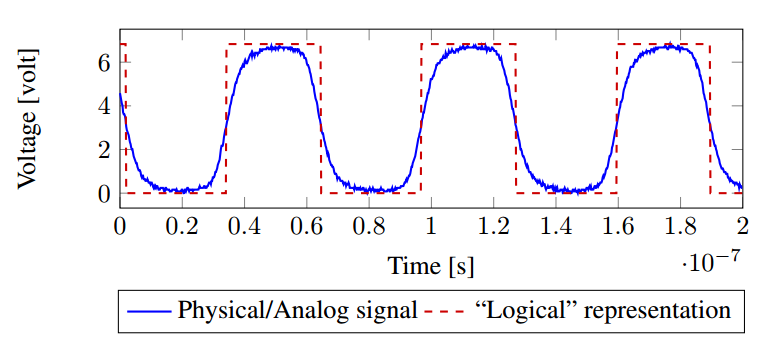 Voltage [volt]
6
4
2
0
0 0.2 0.4 0.6 0.8 1 1.2 1.4 1.6 1.8 2
Time [s]
·10⁻⁷
Physical/Analog signal “Logical” representation